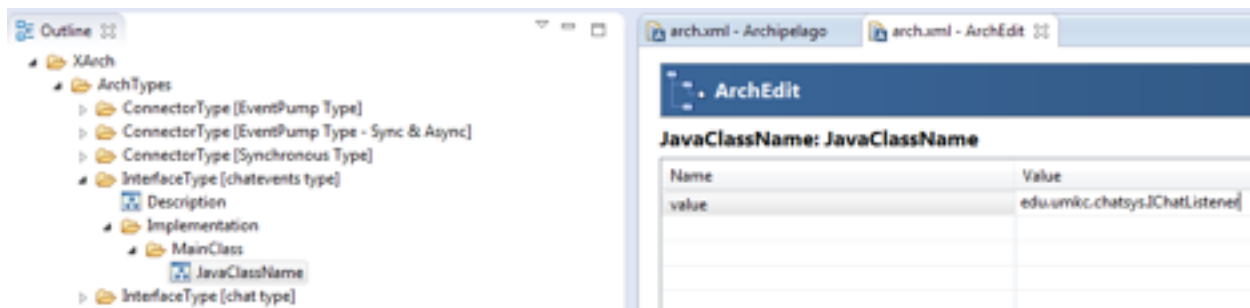 Outline
XArch
ArchTypes
ConnectorType [EventPump Type]
ConnectorType [EventPump Type - Sync & Async]
ConnectorType [Synchronous Type]
InterfaceType [chatevents type]
Description
Implementation
MainClass
JavaClassName
InterfaceType [chat type]
arch.xml - Archipelago
arch.xml - ArchEdit
ArchEdit
JavaClassName: JavaClassName
Name Value
value edu.umkc.chatsys.IChatListener